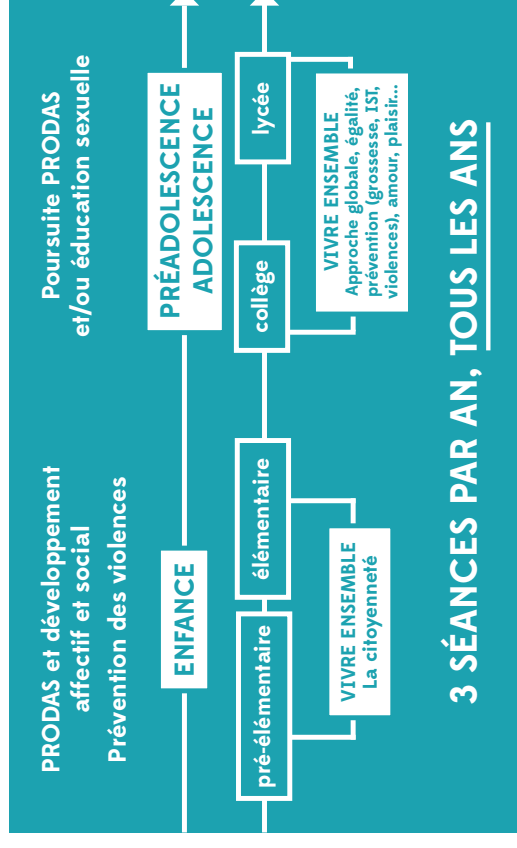 PRODAS et développement
affectif et social
Prévention des violences
Poursuite PRODAS
et/ou éducation sexuelle
ENFANCE
PRÉADOLESCENCE
ADOLESCENCE
pré-élémentaire
élémentaire
collège
lycée
VIVRE ENSEMBLE
La citoyenneté
VIVRE ENSEMBLE
Approche globale, égalité,
prévention (grossesse, IST,
violences), amour, plaisir...
3 SÉANCES PAR AN, TOUS LES ANS